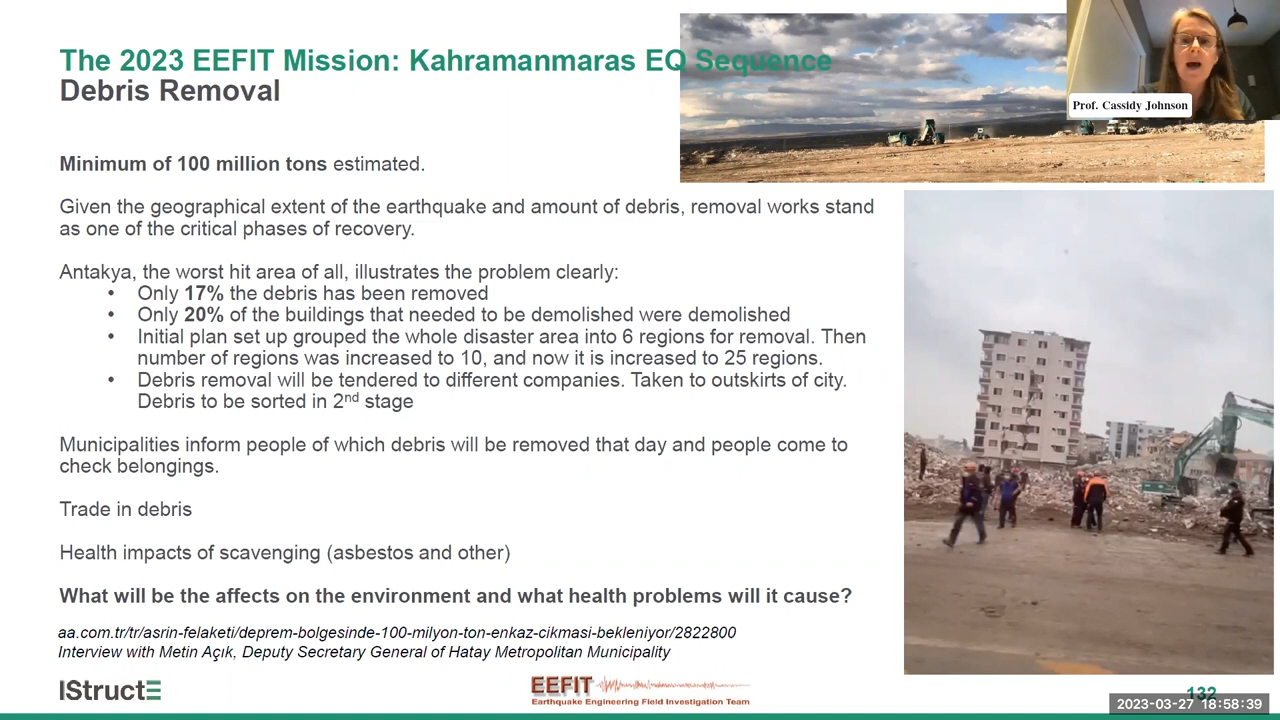 The 2023 EEFIT Mission: Kahramanmaras EQ Sequence
Debris Removal
Prof. Cassidy Johnson
Minimum of 100 million tons estimated.
Given the geographical extent of the earthquake and amount of debris, removal works stand
as one of the critical phases of recovery.
Antakya, the worst hit area of all, illustrates the problem clearly:
• Only 17% the debris has been removed
• Only 20% of the buildings that needed to be demolished were demolished
• Initial plan set up grouped the whole disaster area into 6 regions for removal. Then
number of regions was increased to 10, and now it is increased to 25 regions.
• Debris removal will be tendered to different companies. Taken to outskirts of city.
Debris to be sorted in 2nd stage
Municipalities inform people of which debris will be removed that day and people come to
check belongings.
Trade in debris
Health impacts of scavenging (asbestos and other)
What will be the affects on the environment and what health problems will it cause?
aa.com.tr/tr/asrin-felaketi/deprem-bolgesinde-100-milyon-ton-enkaz-cikmasi-bekleniyor/2822800
Interview with Metin Açık, Deputy Secretary General of Hatay Metropolitan Municipality
IStructE
EEFIT
Earthquake Engineering Field Investigation Team
132
2023-03-27 18:58:39